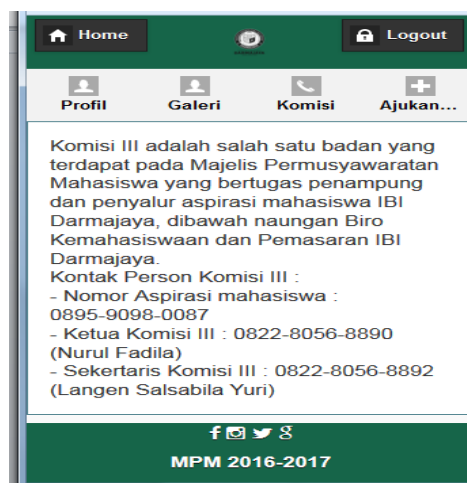 Home
Logout
Profil Galeri Komisi Ajukan...
Komisi III adalah salah satu badan yang
terdapat pada Majelis Permusyawaratan
Mahasiswa yang bertugas penampung
dan penyalur aspirasi mahasiswa IBI
Darmajaya, dibawah naungan Biro
Kemahasiswaan dan Pemasaran IBI
Darmajaya.
Kontak Person Komisi III :
- Nomor Aspirasi mahasiswa :
0895-9098-0087
- Ketua Komisi III : 0822-8056-8890
(Nurul Fadila)
- Sekertaris Komisi III : 0822-8056-8892
(Langen Salsabila Yuri)
MPM 2016-2017